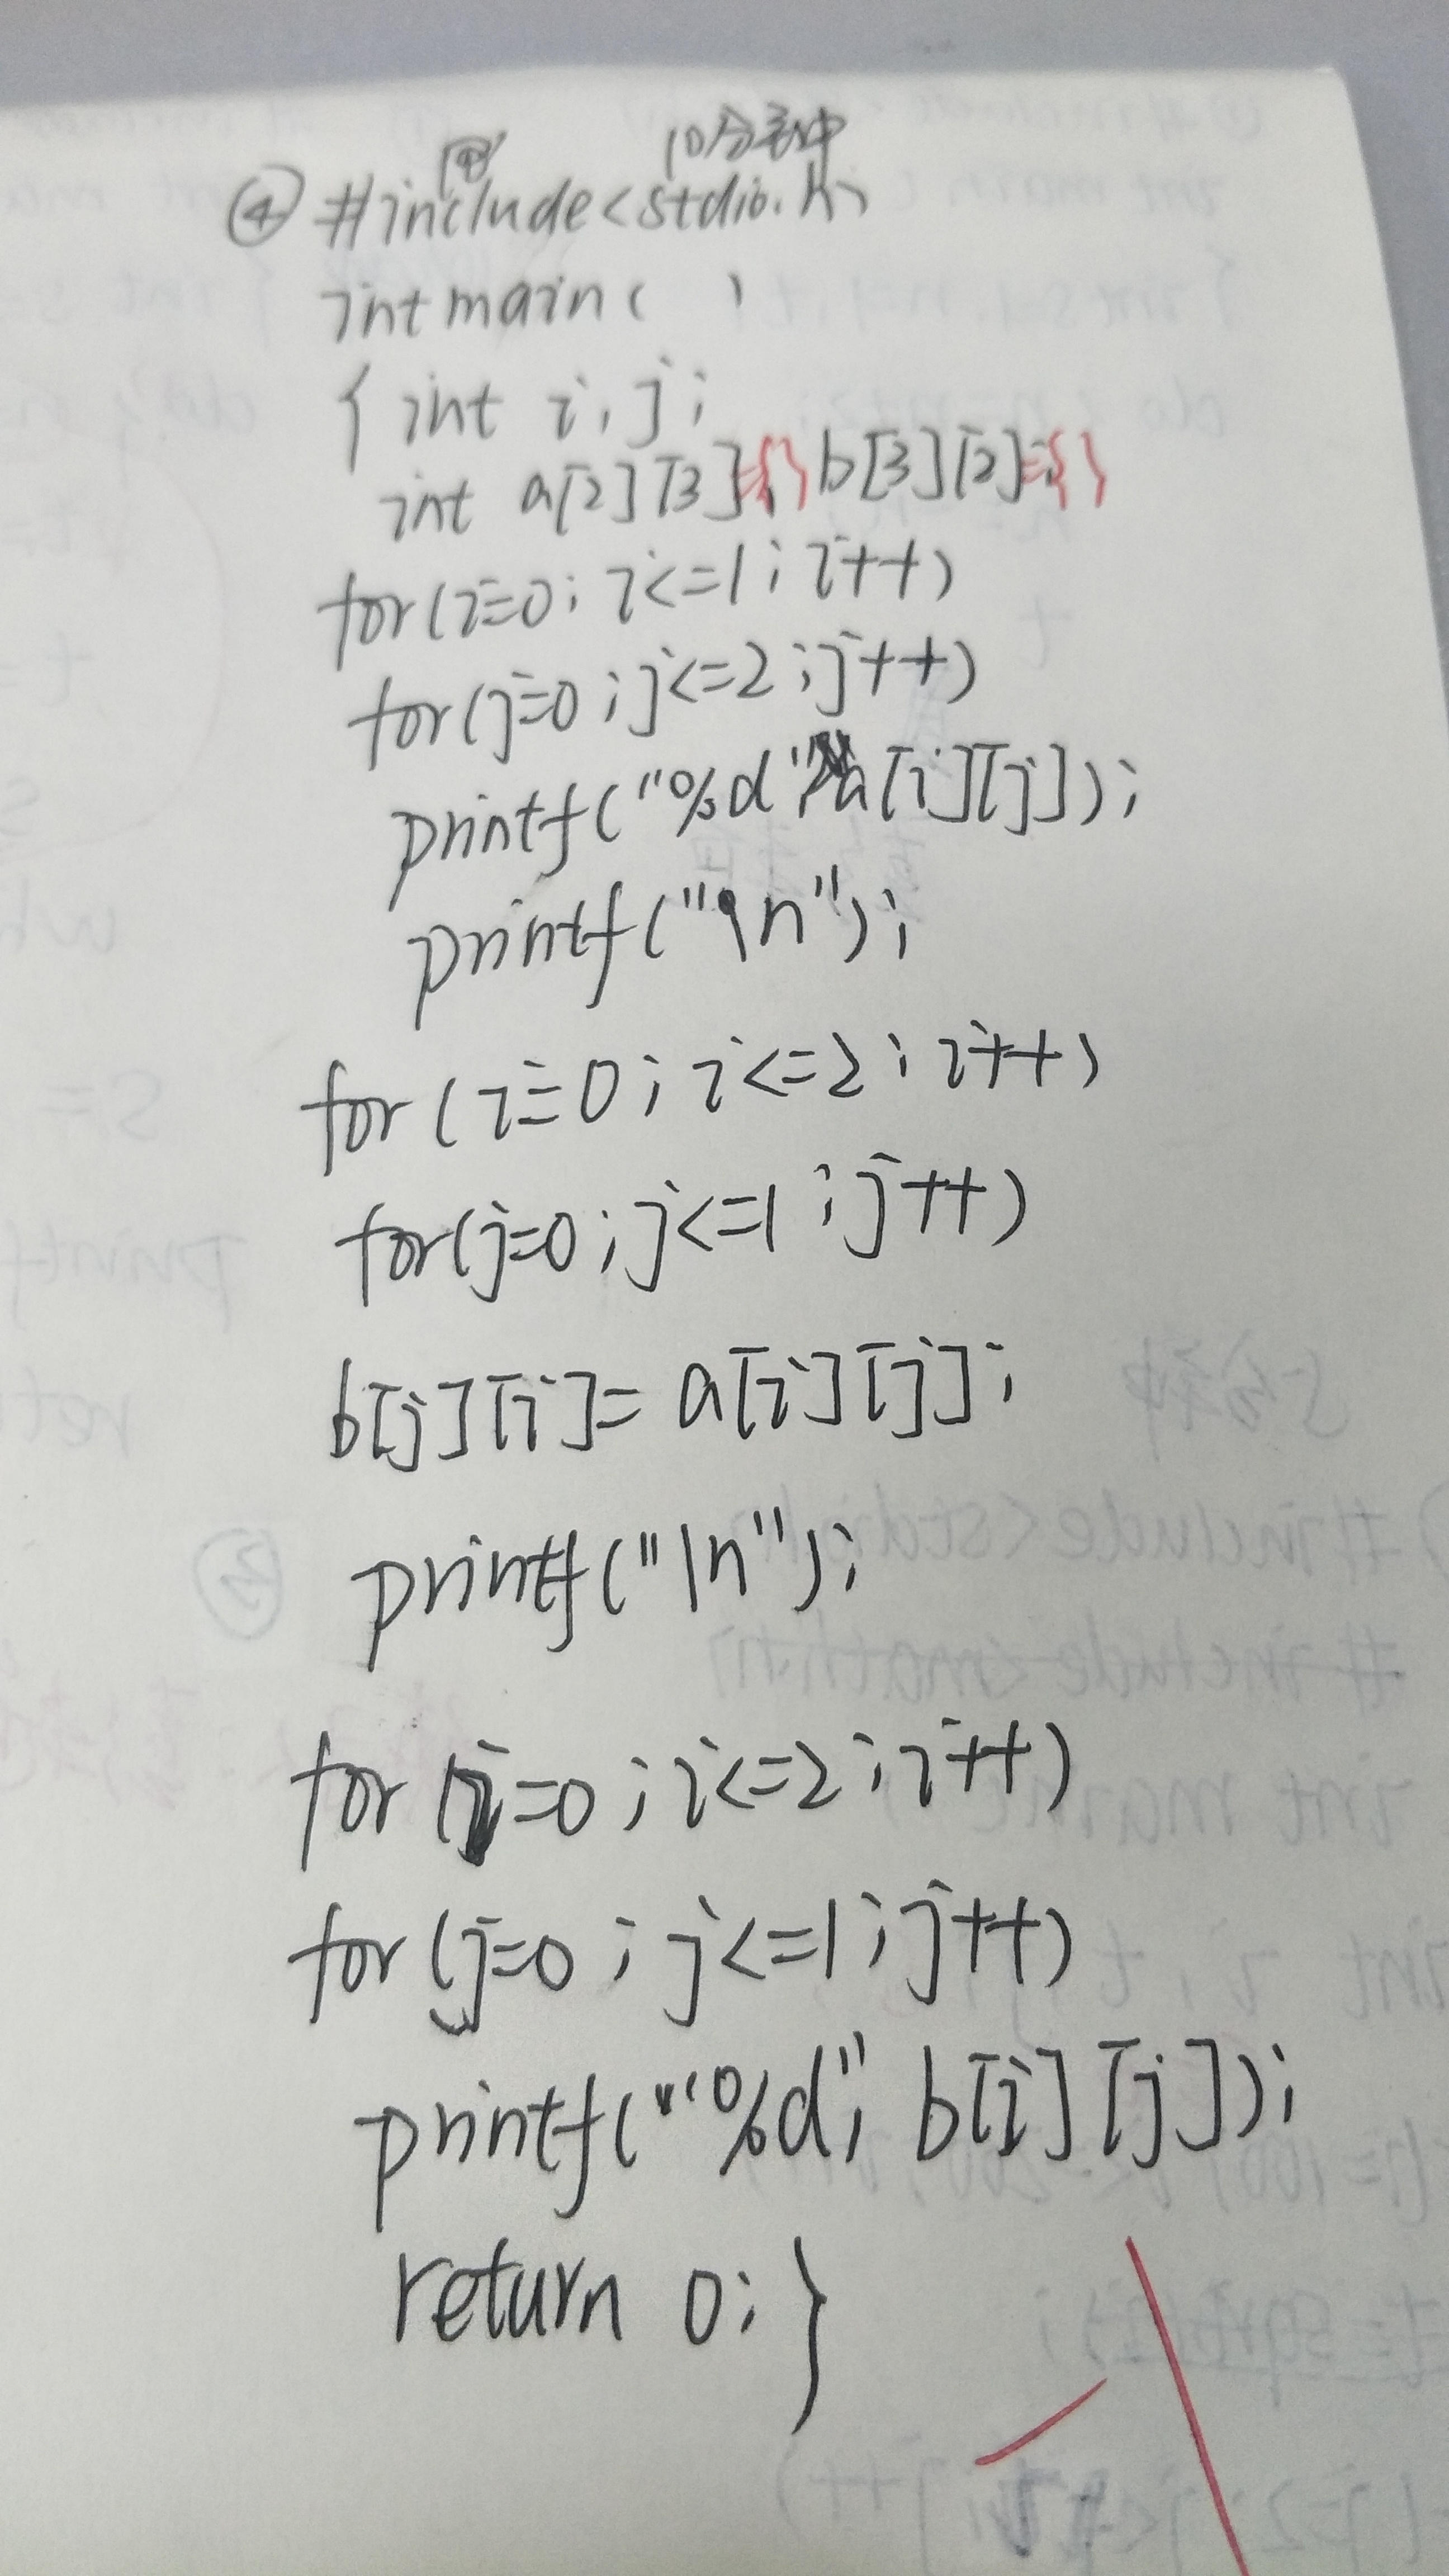 10分钟
④ #include<stdio.h>
int main( )
{ int i, j;
int a[2][3]={}, b[3][2]={};
for(i=0; i<=1; i++)
for(j=0; j<=2; j++)
printf("%d", a[i][j]);
printf("\n");
for(i=0; i<=2; i++)
for(j=0; j<=1; j++)
b[j][i]=a[i][j];
printf("\n");
for(i=0; i<=2; i++)
for(j=0; j<=1; j++)
printf("%d", b[i][j]);
return 0; }